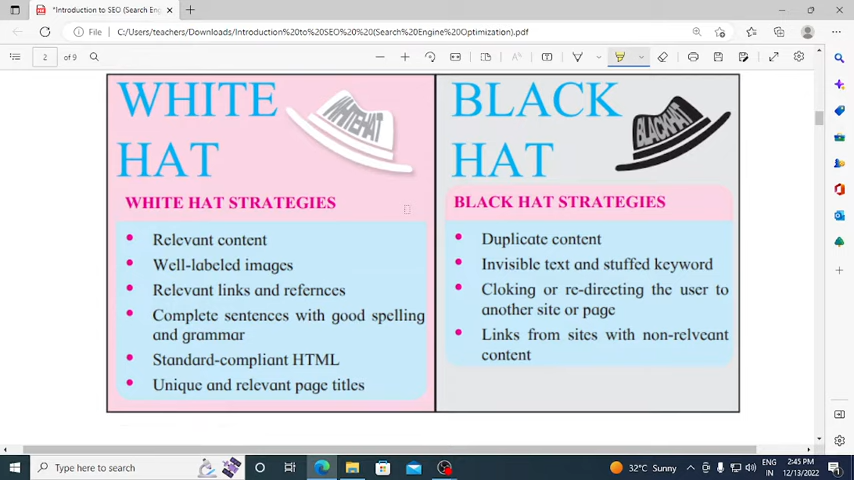 *Introduction to SEO (Search Eng
File
C:/Users/teachers/Downloads/Introduction%20to%20SEO%20%20(Search%20Engine%20Optimization).pdf
2 of 9
WHITE
HAT
WHITEHAT
WHITE HAT STRATEGIES
Relevant content
Well-labeled images
Relevant links and refernces
Complete sentences with good spelling
and grammar
Standard-compliant HTML
Unique and relevant page titles
BLACK
HAT
BLACKHAT
BLACK HAT STRATEGIES
Duplicate content
Invisible text and stuffed keyword
Cloking or re-directing the user to
another site or page
Links from sites with non-relveant
content
Type here to search
32°C Sunny
ENG
IN
2:45 PM
12/13/2022